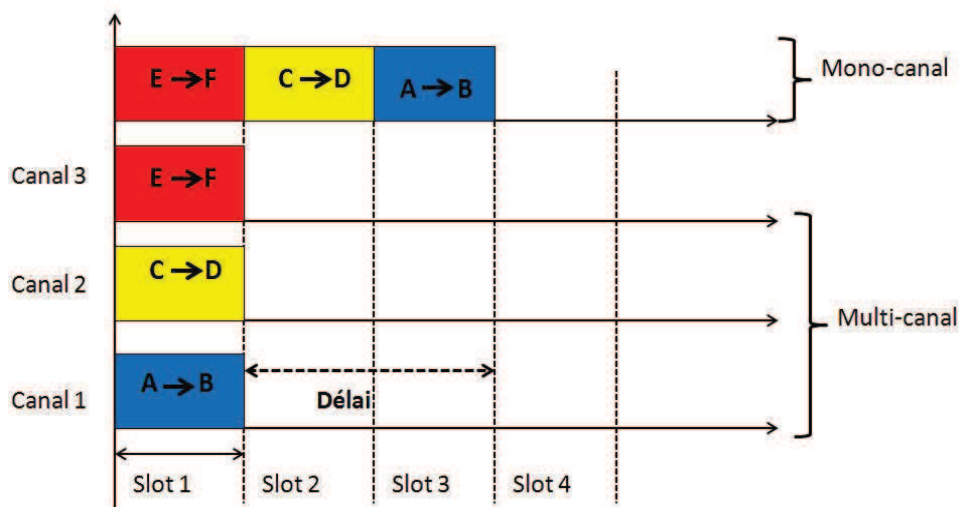 E → F C → D A → B
Mono-canal
Canal 3
E → F
Canal 2
C → D
Multi-canal
Canal 1
A → B
Délai
Slot 1 Slot 2 Slot 3 Slot 4